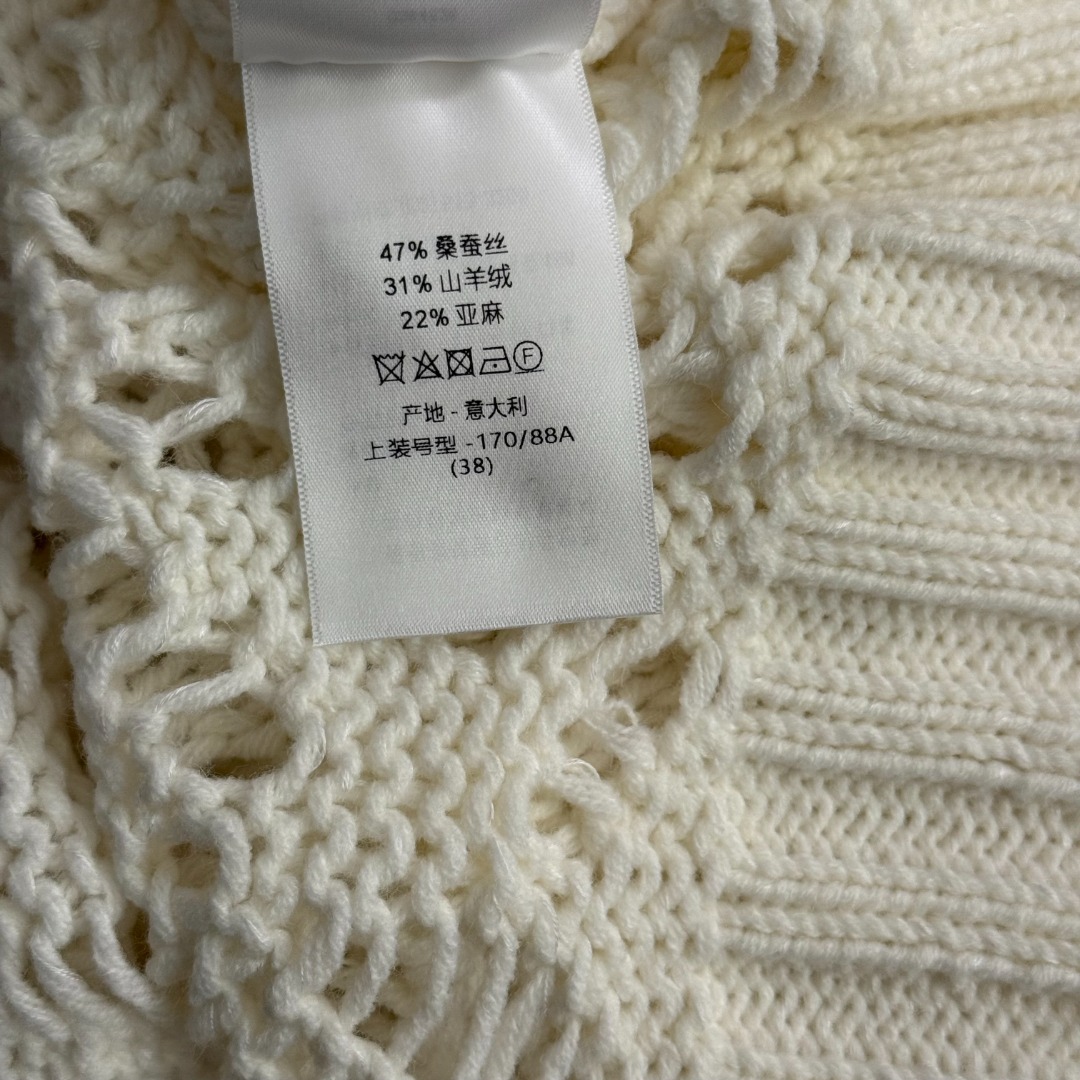 47% 桑蚕丝
31% 山羊绒
22% 亚麻
F
产地 - 意大利
上装号型 -170/88A
(38)